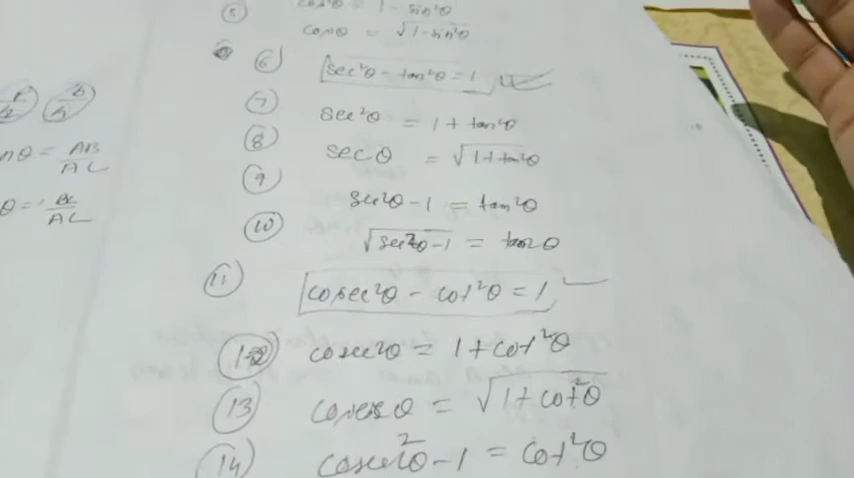 5 cos²θ = 1 - sin²θ
cosθ = √1-sin²θ
6 sec²θ - tan²θ = 1
7 sec²θ = 1 + tan²θ
8 secθ = √1+tan²θ
9 sec²θ-1 = tan²θ
10 √sec²θ-1 = tanθ
11 cosec²θ - cot²θ = 1
12 cosec²θ = 1 + cot²θ
13 cosecθ = √1+cot²θ
14 cosec²θ-1 = cot²θ
nθ = AB/AC
θ = BC/AC